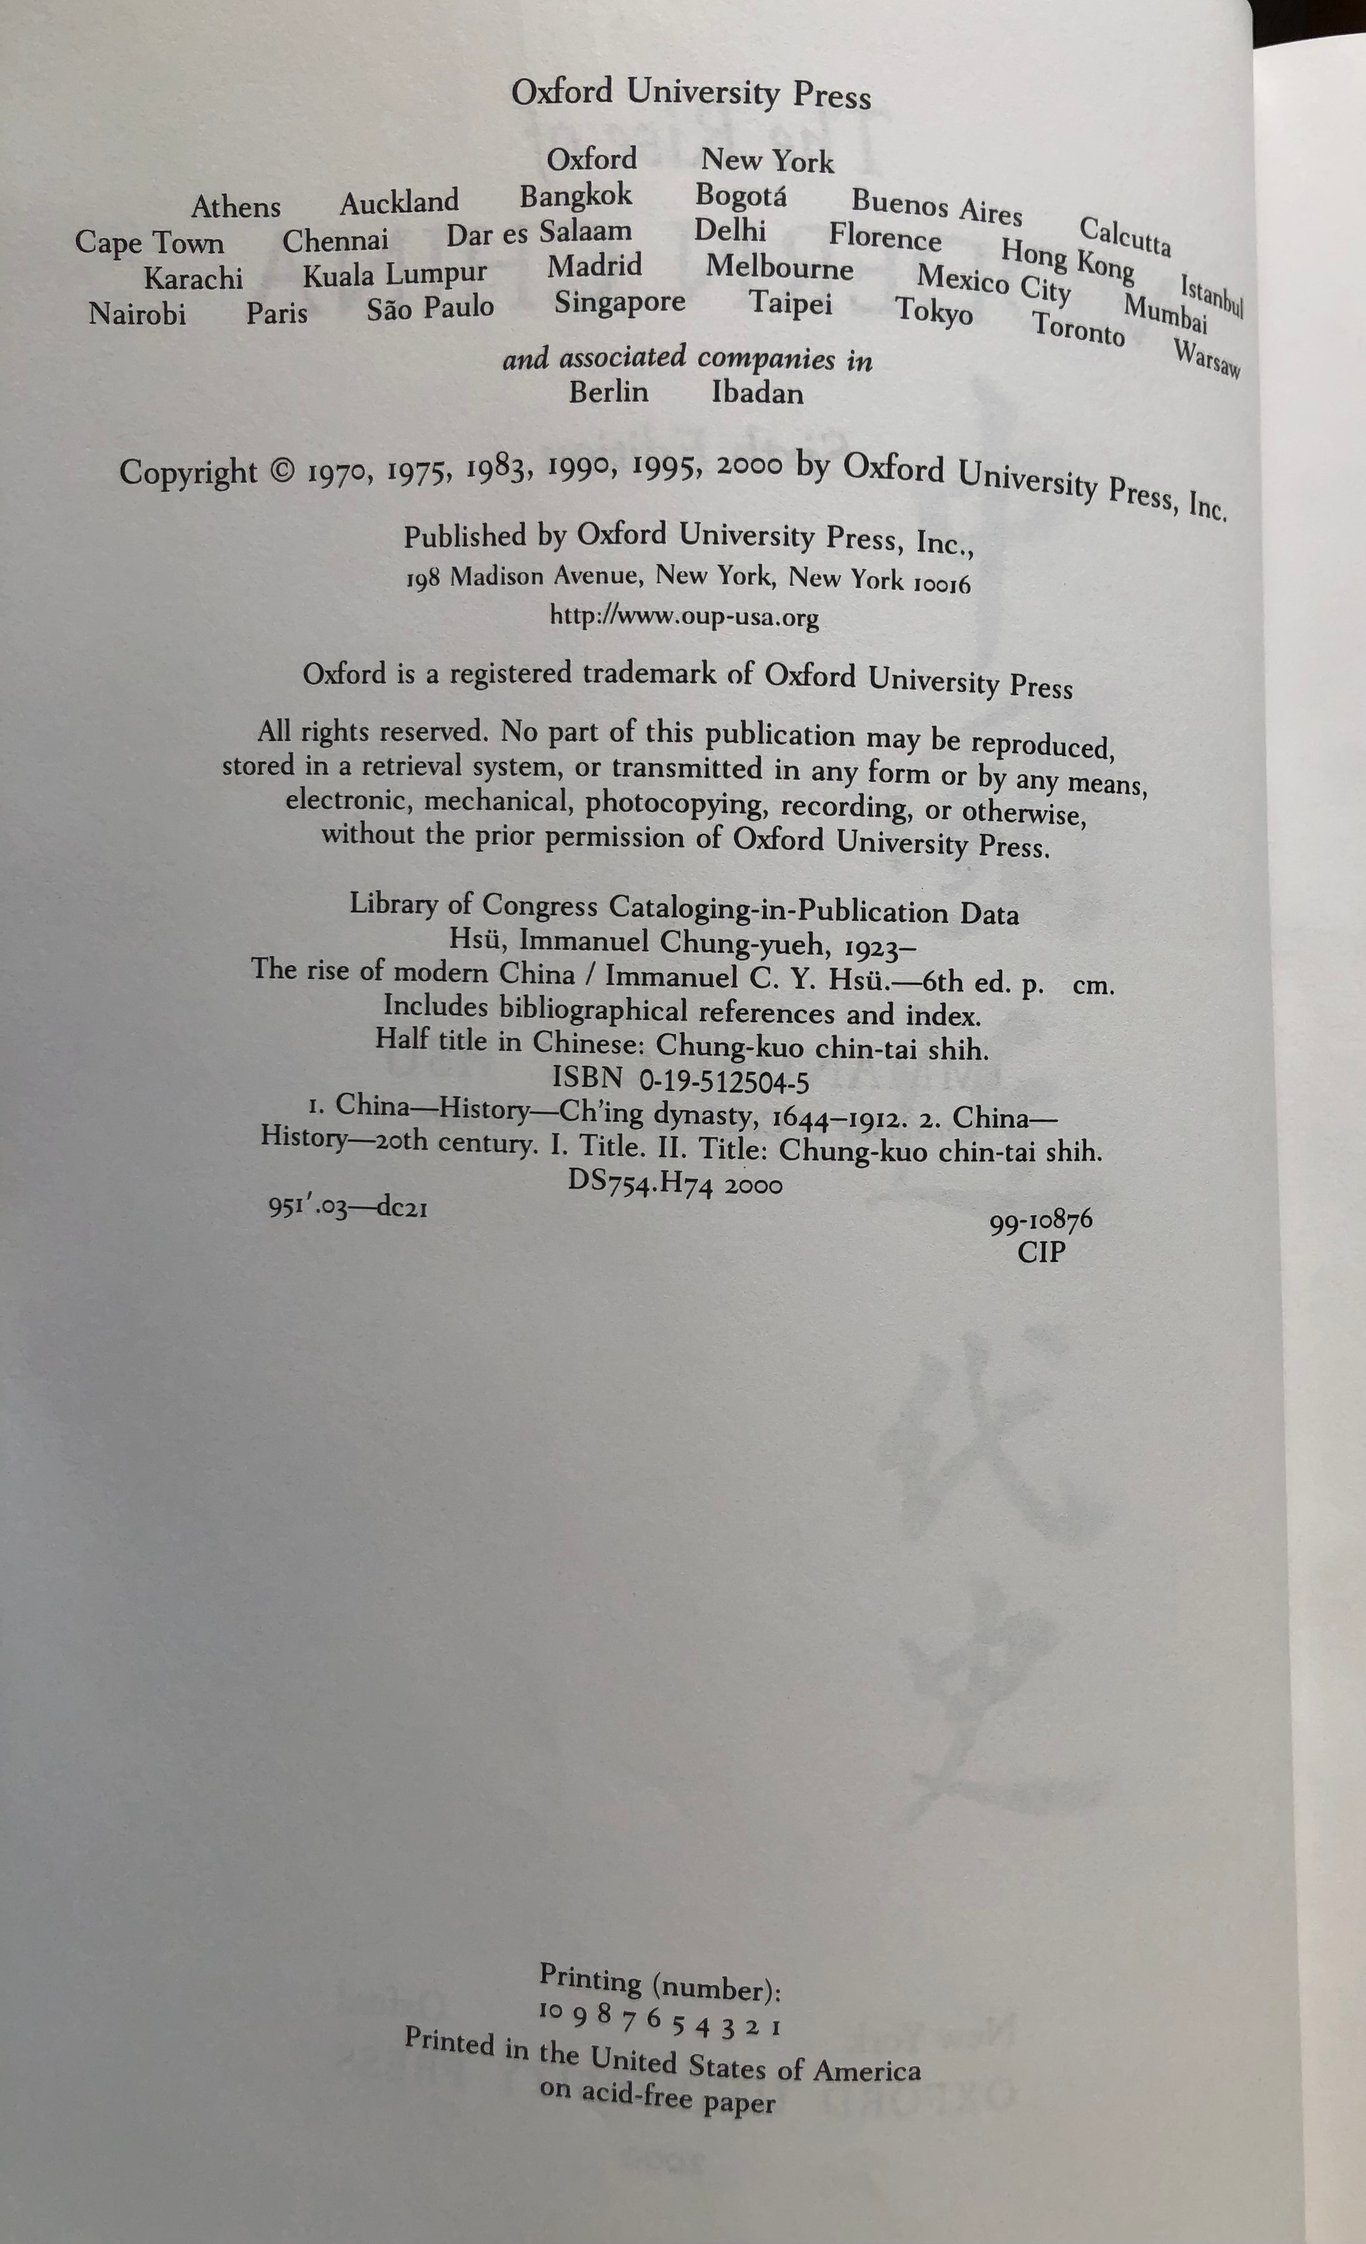 Oxford University Press
Oxford New York
Athens Auckland Bangkok Bogotá Buenos Aires Calcutta
Cape Town Chennai Dar es Salaam Delhi Florence Hong Kong Istanbul
Karachi Kuala Lumpur Madrid Melbourne Mexico City Mumbai
Nairobi Paris São Paulo Singapore Taipei Tokyo Toronto Warsaw
and associated companies in
Berlin Ibadan
Copyright © 1970, 1975, 1983, 1990, 1995, 2000 by Oxford University Press, Inc.
Published by Oxford University Press, Inc.,
198 Madison Avenue, New York, New York 10016
http://www.oup-usa.org
Oxford is a registered trademark of Oxford University Press
All rights reserved. No part of this publication may be reproduced,
stored in a retrieval system, or transmitted in any form or by any means,
electronic, mechanical, photocopying, recording, or otherwise,
without the prior permission of Oxford University Press.
Library of Congress Cataloging-in-Publication Data
Hsü, Immanuel Chung-yueh, 1923–
The rise of modern China / Immanuel C. Y. Hsü.—6th ed. p. cm.
Includes bibliographical references and index.
Half title in Chinese: Chung-kuo chin-tai shih.
ISBN 0-19-512504-5
1. China—History—Ch'ing dynasty, 1644–1912. 2. China—
History—20th century. I. Title. II. Title: Chung-kuo chin-tai shih.
DS754.H74 2000
951'.03—dc21 99-10876
CIP
Printing (number):
10 9 8 7 6 5 4 3 2 1
Printed in the United States of America
on acid-free paper